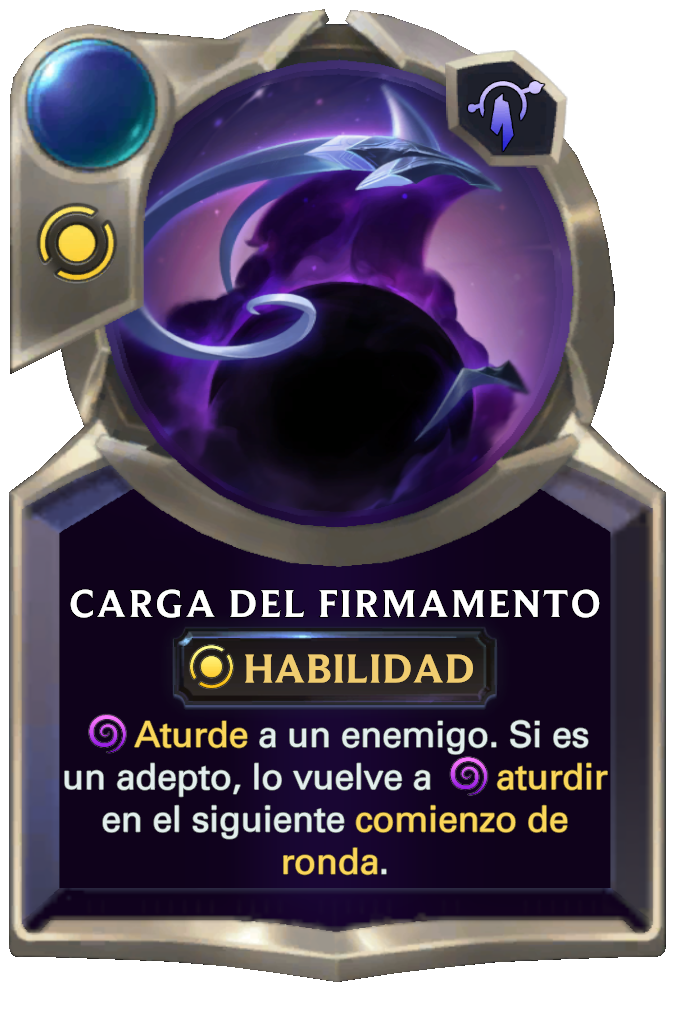 CARGA DEL FIRMAMENTO
HABILIDAD
Aturde a un enemigo. Si es
un adepto, lo vuelve a aturdir
en el siguiente comienzo de
ronda.